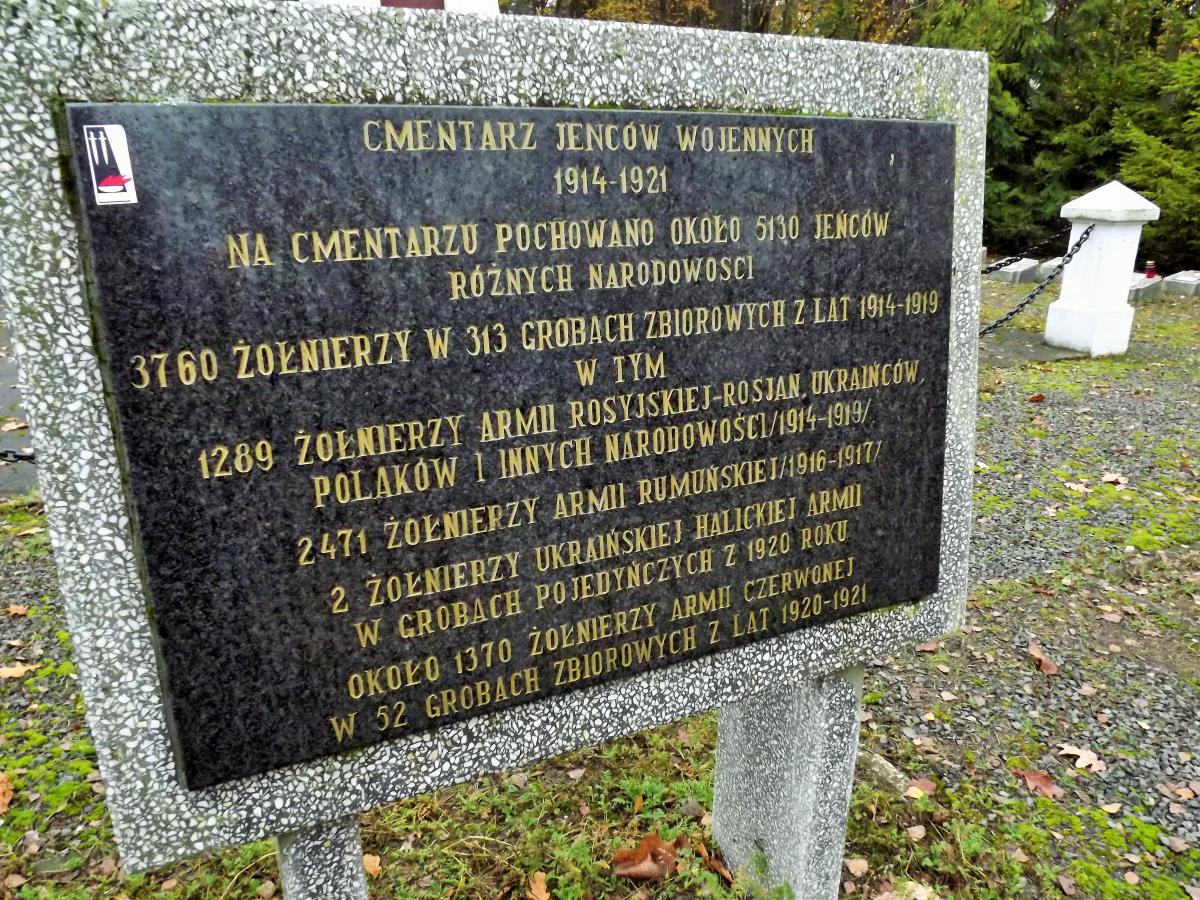 CMENTARZ JEŃCÓW WOJENNYCH
1914-1921
NA CMENTARZU POCHOWANO OKOŁO 5130 JEŃCÓW
RÓŻNYCH NARODOWOŚCI
3760 ŻOŁNIERZY W 313 GROBACH ZBIOROWYCH Z LAT 1914-1919
W TYM
1289 ŻOŁNIERZY ARMII ROSYJSKIEJ-ROSJAN, UKRAIŃCÓW,
POLAKÓW I INNYCH NARODOWOŚCI/1914-1919/,
2471 ŻOŁNIERZY ARMII RUMUŃSKIEJ/1916-1917/
2 ŻOŁNIERZY UKRAIŃSKIEJ HALICKIEJ ARMII
W GROBACH POJEDYŃCZYCH Z 1920 ROKU
OKOŁO 1370 ŻOŁNIERZY ARMII CZERWONEJ
W 52 GROBACH ZBIOROWYCH Z LAT 1920-1921